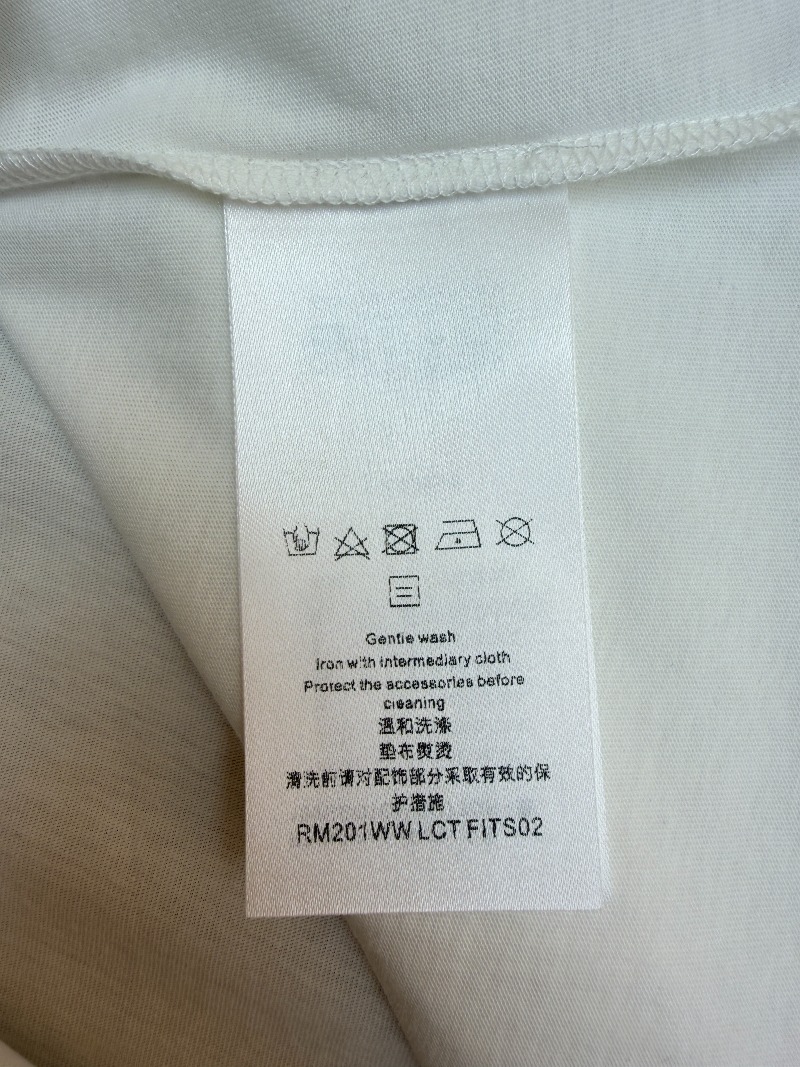 Gentle wash
Iron with intermediary cloth
Protect the accessories before
cleaning
温和洗涤
垫布熨烫
清洗前请对配饰部分采取有效的保
护措施
RM201WW LCT FITS02